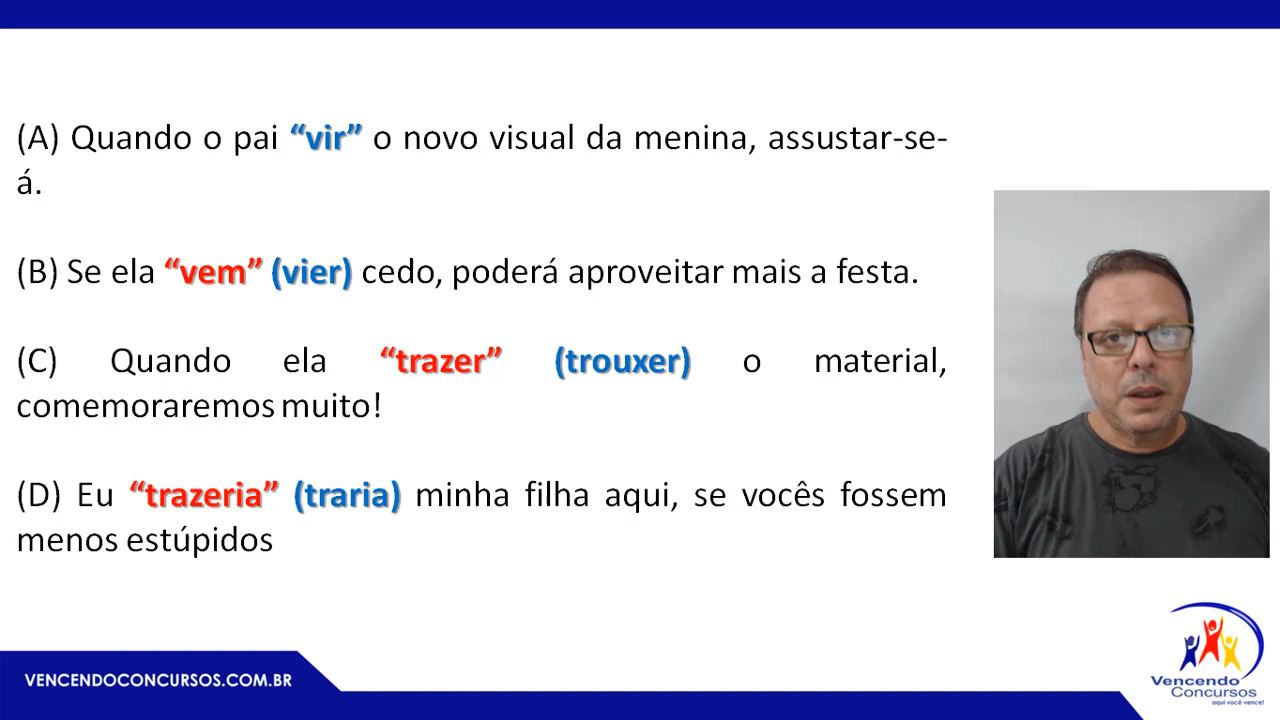 (A) Quando o pai “vir” o novo visual da menina, assustar-se-
á.
(B) Se ela “vem” (vier) cedo, poderá aproveitar mais a festa.
(C) Quando ela “trazer” (trouxer) o material,
comemoraremos muito!
(D) Eu “trazeria” (traria) minha filha aqui, se vocês fossem
menos estúpidos
VENCENDOCONCURSOS.COM.BR
Vencendo
Concursos
aqui você vence!